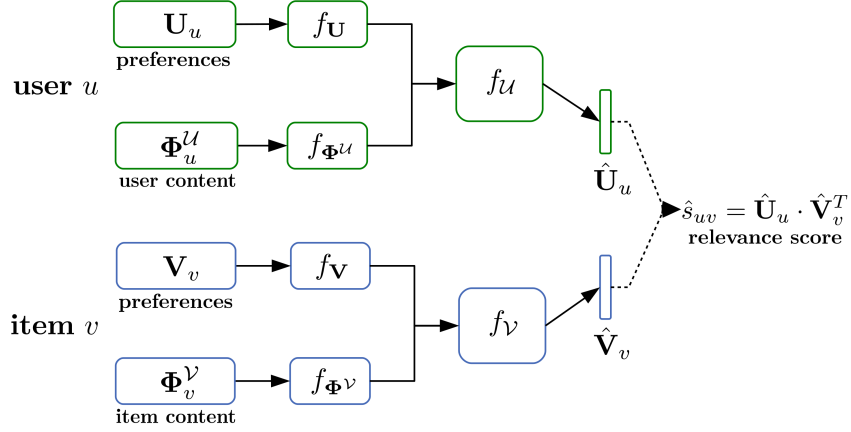 user u
U_u
preferences
f_U
Φ_u^𝒰
user content
f_Φ^𝒰
f_𝒰
Û_u
ŝ_uv = Û_u · V̂_v^T
relevance score
item v
V_v
preferences
f_V
Φ_v^𝒱
item content
f_Φ^𝒱
f_𝒱
V̂_v